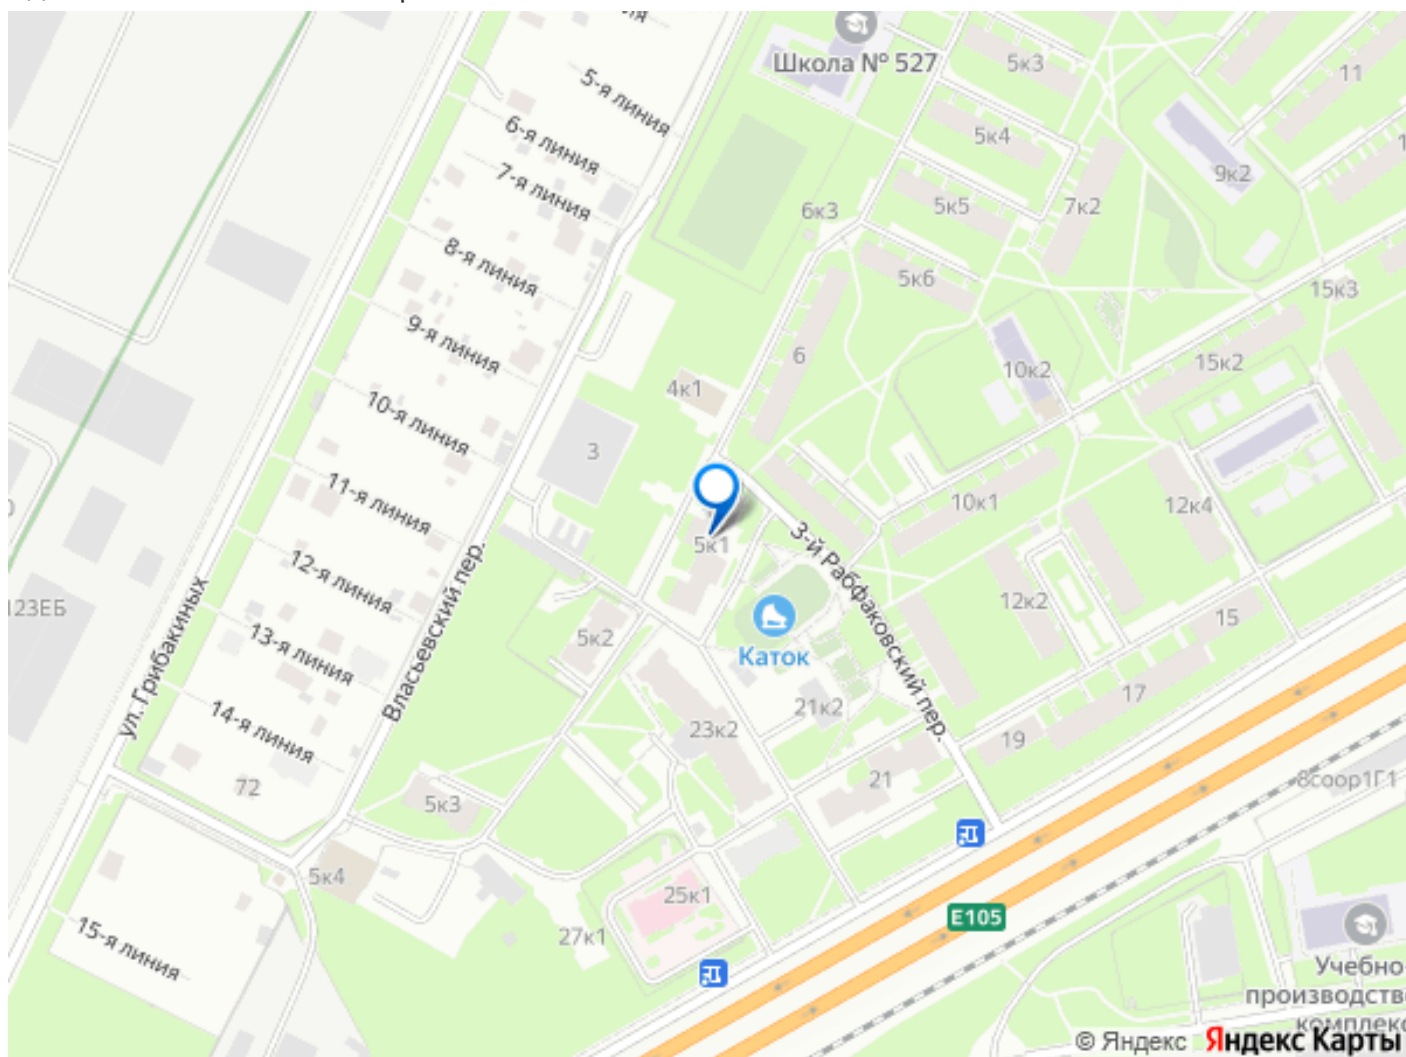 Школа № 527
5к3
11
5-я линия
6-я линия
5к4
9к2
7-я линия
5к5
7к2
6к3
8-я линия
5к6
15к3
9-я линия
6
10к2
15к2
4к1
10-я линия
3
11-я линия
10к1
12к4
3-й Рабфаковский пер.
5к1
12-я линия
123ЕБ
ул. Грибакиных
Власьевский пер.
12к2
15
13-я линия
5к2
Каток
17
14-я линия
23к2
21к2
19
72
5к3
21
8соор1Г1
5к4
25к1
E105
27к1
15-я линия
Учебно
производств
комплекс
© Яндекс Яндекс Карты